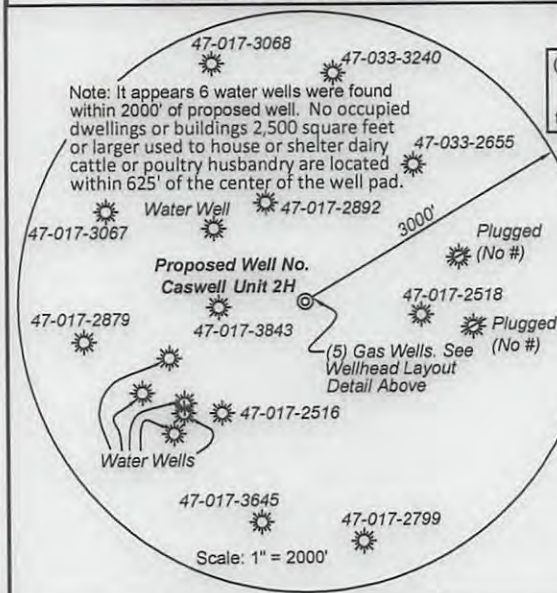 47-017-3068
47-033-3240
Note: It appears 6 water wells were found
within 2000' of proposed well. No occupied
dwellings or buildings 2,500 square feet
or larger used to house or shelter dairy
cattle or poultry husbandry are located
within 625' of the center of the well pad.
47-033-2655
3000'
47-017-3067
Water Well
47-017-2892
Plugged
(No #)
Proposed Well No.
Caswell Unit 2H
47-017-2518
47-017-2879
47-017-3843
Plugged
(No #)
(5) Gas Wells. See
Wellhead Layout
Detail Above
47-017-2516
Water Wells
47-017-3645
47-017-2799
Scale: 1" = 2000'